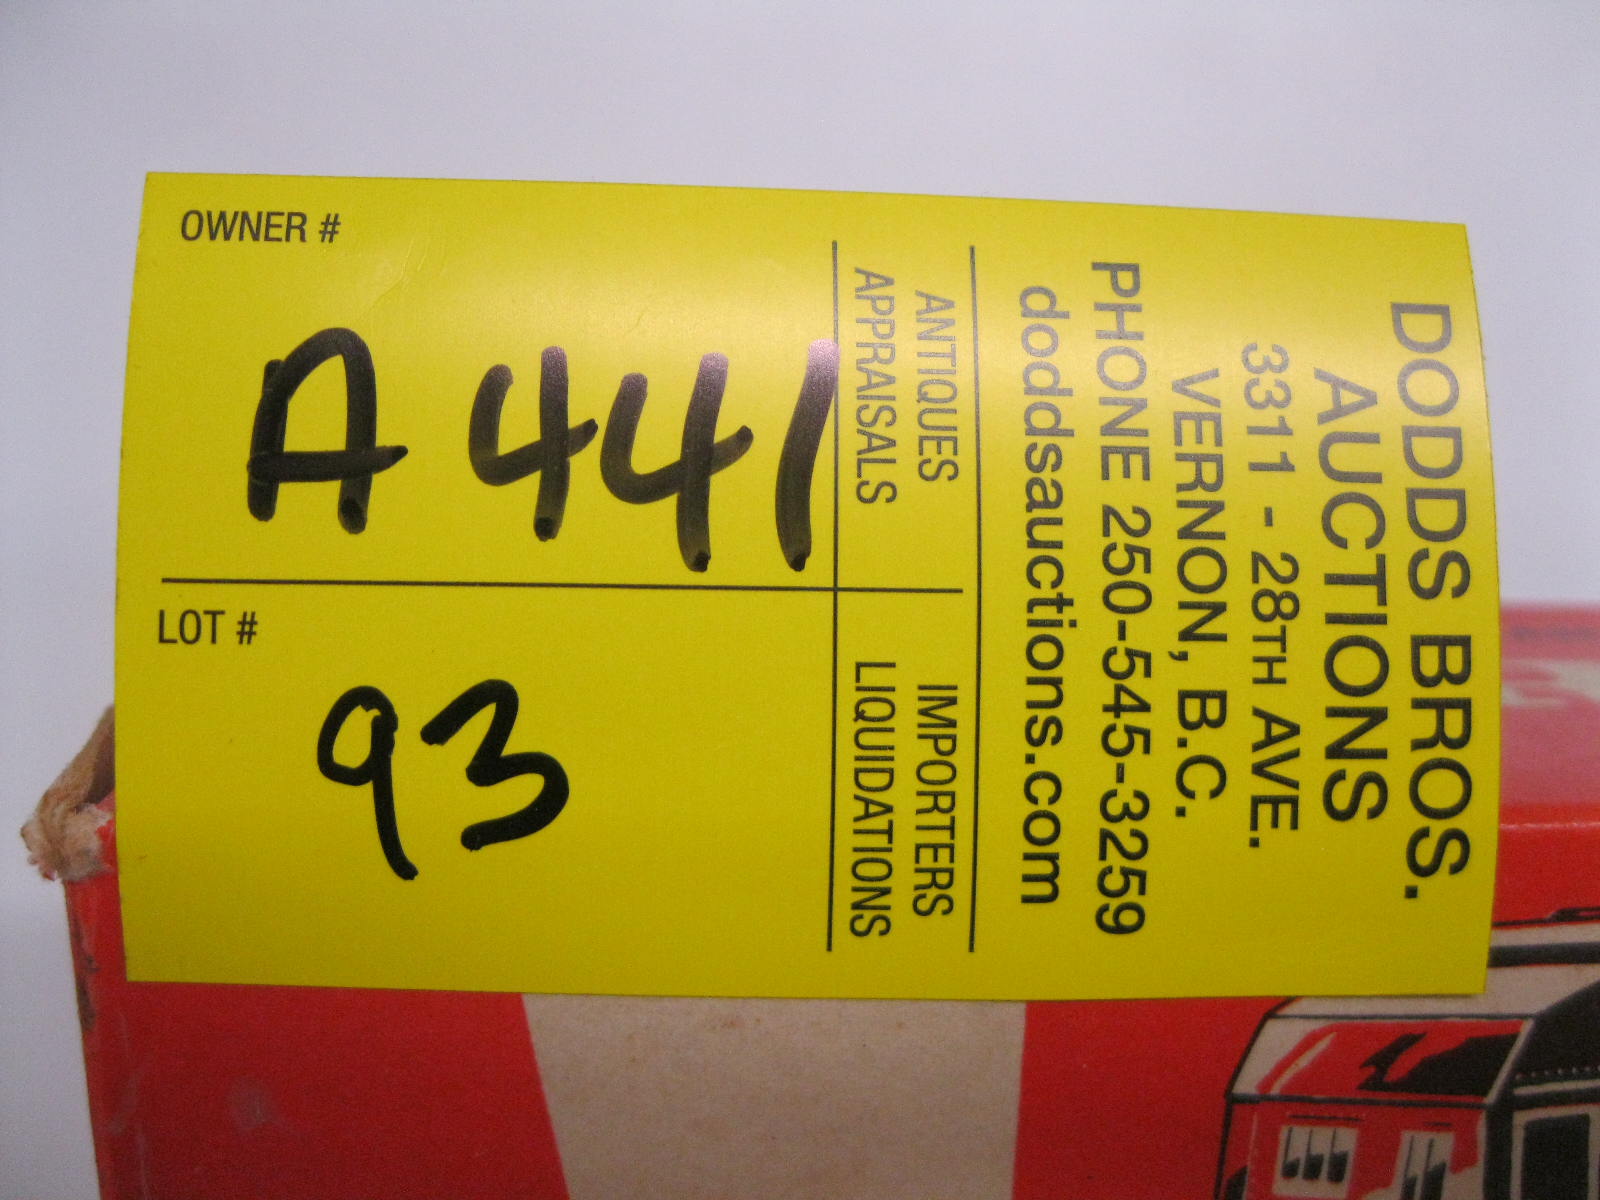 DODDS BROS.
AUCTIONS
3311 - 28TH AVE.
VERNON, B.C.
PHONE 250-545-3259
doddsauctions.com
ANTIQUES
APPRAISALS
IMPORTERS
LIQUIDATIONS
OWNER #
A 441
LOT #
93